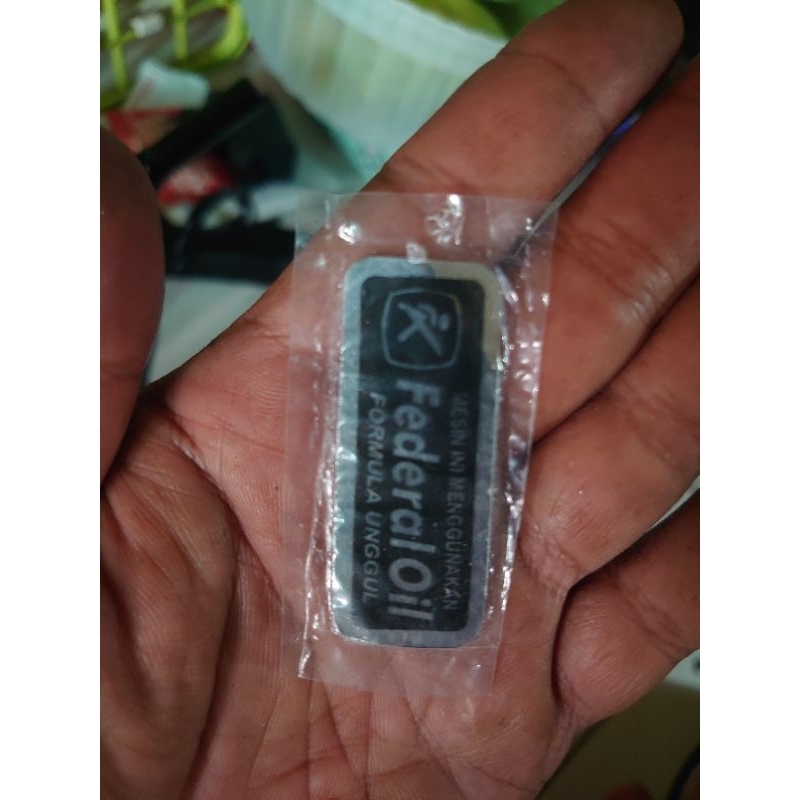 MESIN INI MENGGUNAKAN
Federal Oil
FORMULA UNGGUL